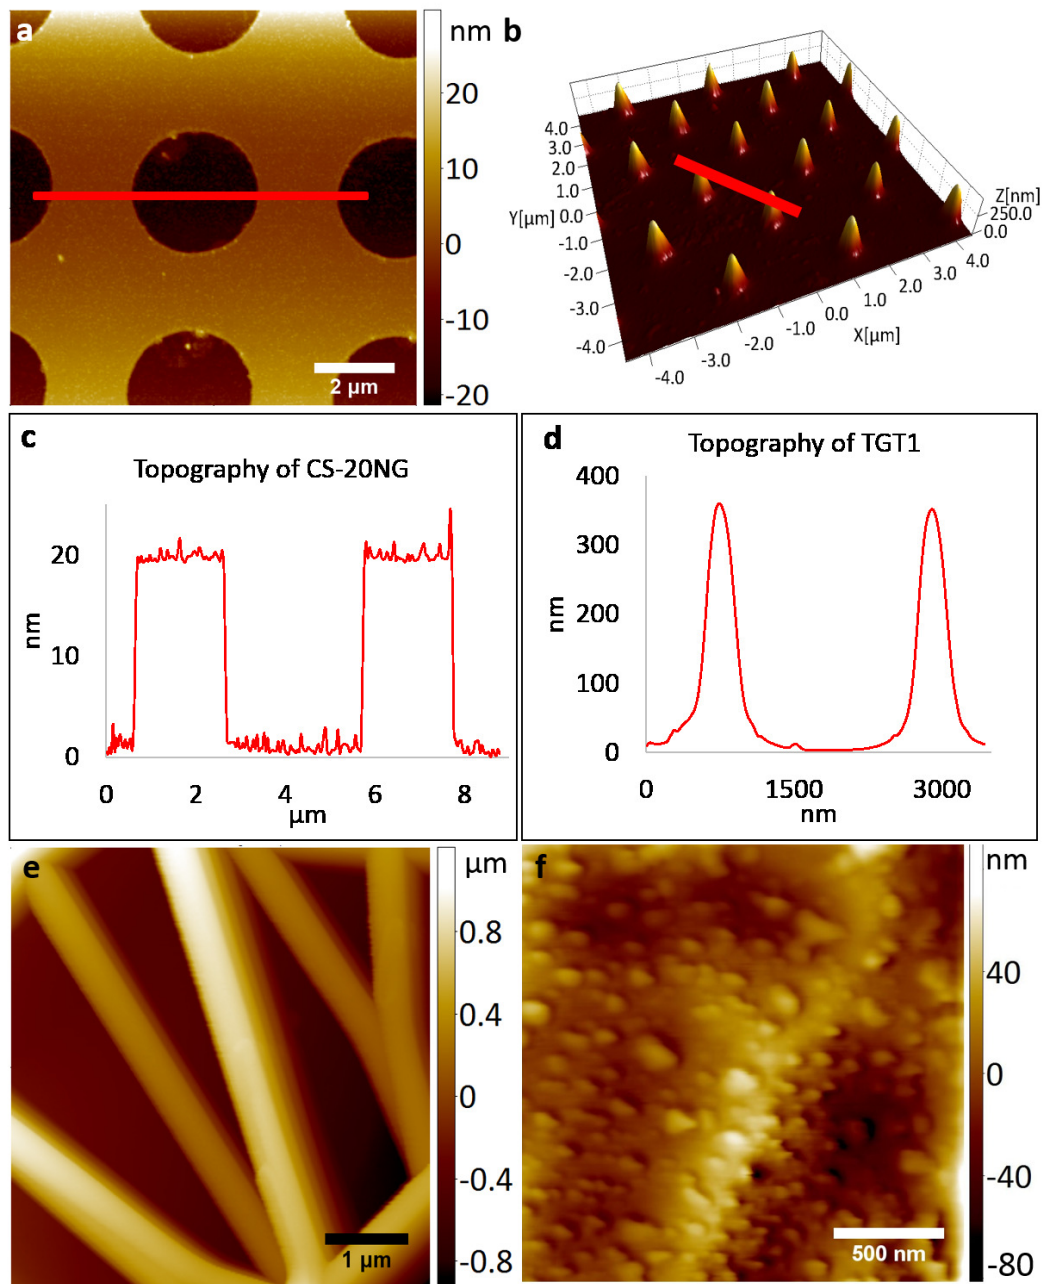 a
nm
20
10
0
-10
-20
2 µm
b
4.0
3.0
2.0
1.0
Y[µm] 0.0
-1.0
-2.0
-3.0
-4.0
Z[nm]
250.0
0.0
4.0
3.0
2.0
1.0
0.0
-1.0
X[µm]
-2.0
-3.0
-4.0
c
Topography of CS-20NG
20
nm
10
0
0 2 4 6 8
µm
d
Topography of TGT1
400
300
nm
200
100
0
0 1500 3000
nm
e
µm
0.8
0.4
0
-0.4
-0.8
1 µm
f
nm
40
0
-40
-80
500 nm